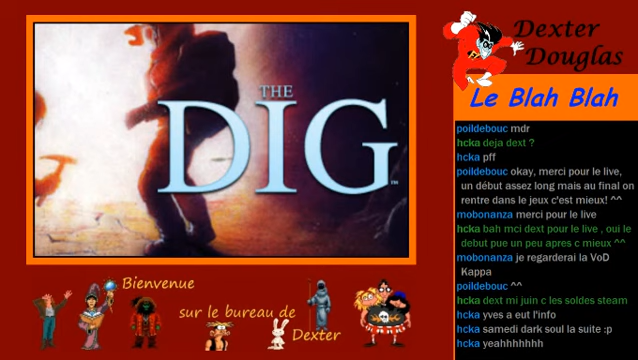 THE
DIG
™
Dexter
Douglas
Le Blah Blah
poildebouc mdr
hcka deja dext ?
hcka pff
poildebouc okay, merci pour le live,
un début assez long mais au final on
rentre dans le jeux c'est mieux! ^^
mobonanza merci pour le live
hcka bah mci dext pour le live , oui le
debut pue un peu apres c mieux ^^
mobonanza je regarderai la VoD
Kappa
poildebouc ^^
hcka dext mi juin c les soldes steam
hcka yves a eut l'info
hcka samedi dark soul la suite :p
hcka yeahhhhhhh
Bienvenue
sur le bureau de
Dexter